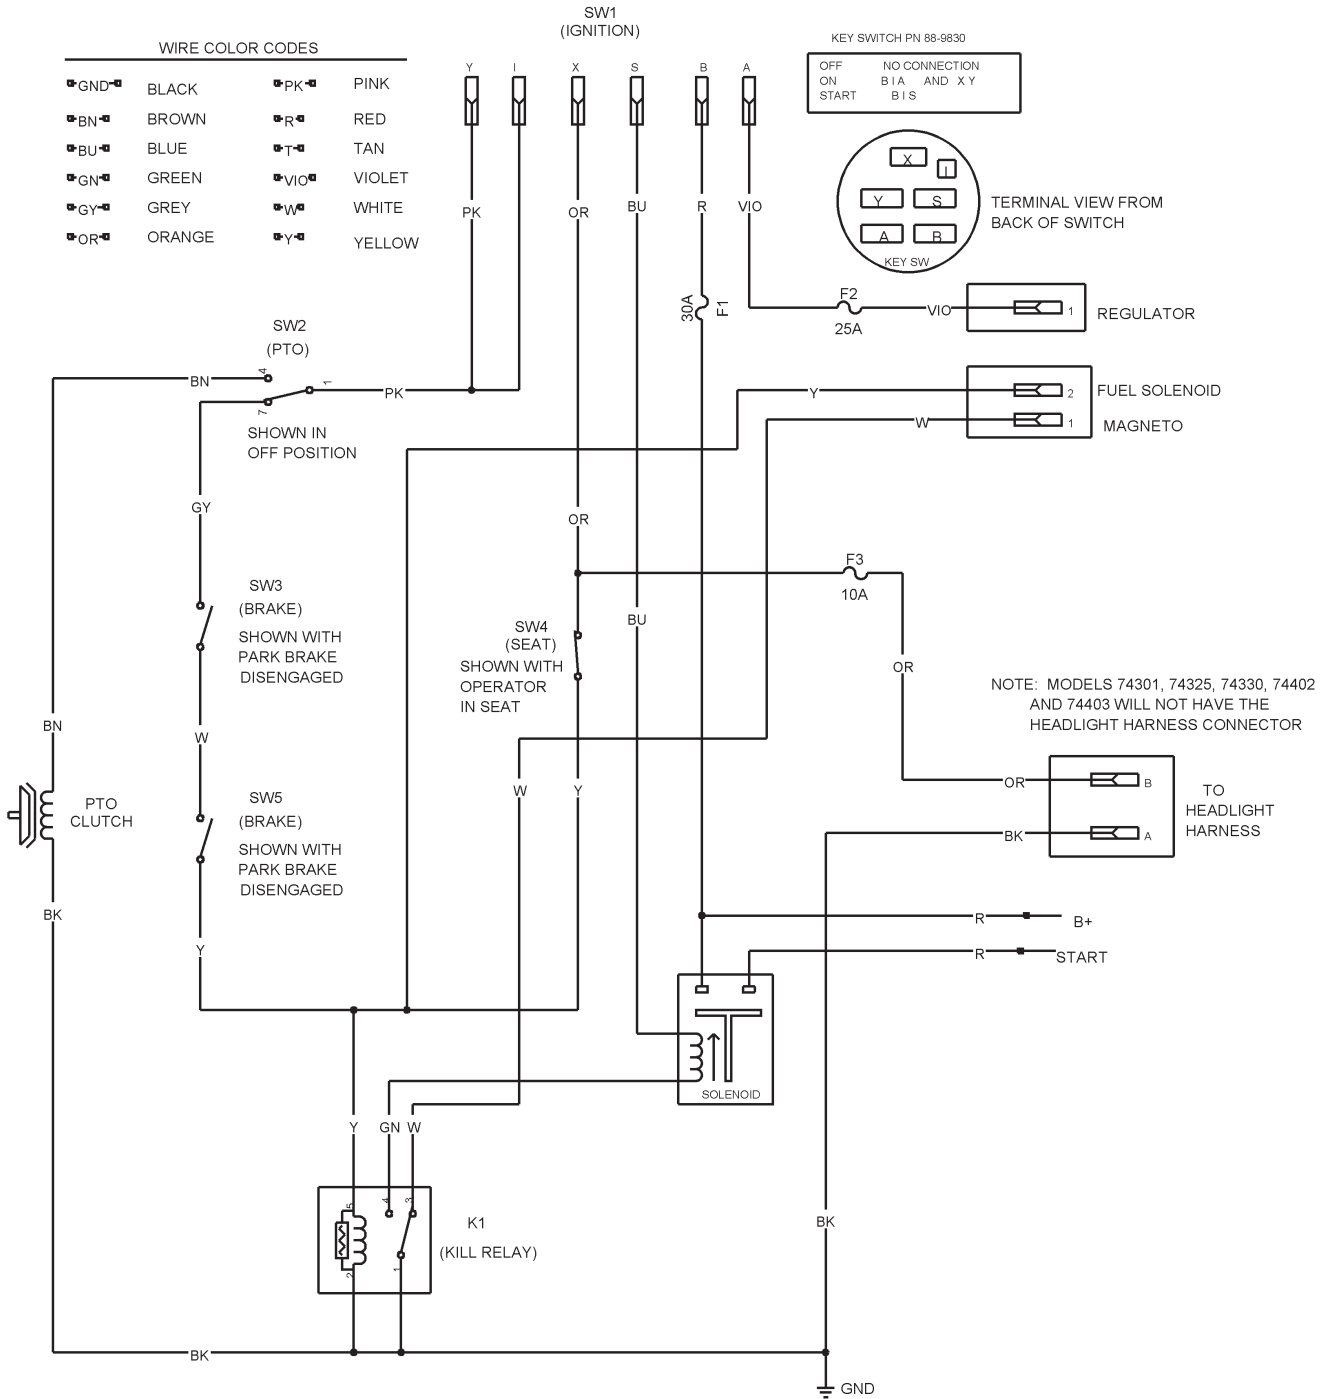 SW1
(IGNITION)
WIRE COLOR CODES
GND BLACK
PK PINK
BN BROWN
R RED
BU BLUE
T TAN
GN GREEN
VIO VIOLET
GY GREY
W WHITE
OR ORANGE
Y YELLOW
Y I X S B A
KEY SWITCH PN 88-9830
OFF NO CONNECTION
ON B I A AND X Y
START B I S
X
I
Y S
A B
KEY SW
TERMINAL VIEW FROM
BACK OF SWITCH
PK
OR
BU
R
VIO
30A
F1
F2
25A
VIO
1
REGULATOR
SW2
(PTO)
4
1
7
BN
PK
SHOWN IN
OFF POSITION
Y
2
FUEL SOLENOID
W
1
MAGNETO
GY
OR
F3
10A
SW3
(BRAKE)
SHOWN WITH
PARK BRAKE
DISENGAGED
SW4
(SEAT)
SHOWN WITH
OPERATOR
IN SEAT
BU
OR
NOTE: MODELS 74301, 74325, 74330, 74402
AND 74403 WILL NOT HAVE THE
HEADLIGHT HARNESS CONNECTOR
BN
W
W
Y
OR
B
BK
A
TO
HEADLIGHT
HARNESS
PTO
CLUTCH
SW5
(BRAKE)
SHOWN WITH
PARK BRAKE
DISENGAGED
BK
Y
R
B+
R
START
SOLENOID
Y
GN
W
5
4
3
2
1
K1
(KILL RELAY)
BK
BK
GND